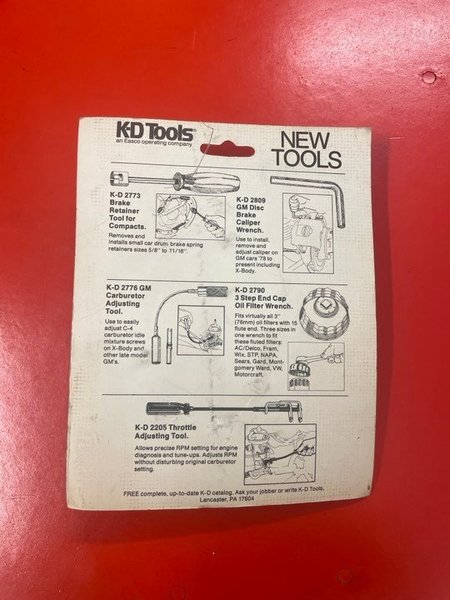 K-D Tools
an Easco operating company
NEW
TOOLS
K-D 2773
Brake
Retainer
Tool for
Compacts.
Removes and
installs small car drum brake spring
retainers sizes 5/8" to 11/16".
K-D 2809
GM Disc
Brake
Caliper
Wrench.
Use to install,
remove and
adjust caliper on
GM cars '78 to
present including
X-Body.
K-D 2776 GM
Carburetor
Adjusting
Tool.
Use to easily
adjust C-4
carburetor idle
mixture screws
on X-Body and
other late model
GM's.
K-D 2790
3 Step End Cap
Oil Filter Wrench.
Fits virtually all 3"
(76mm) oil filters with 15
flute end. Three sizes in
one wrench to fit
these fluted filters:
AC/Delco, Fram,
Wix, STP, NAPA,
Sears, Gard, Mont-
gomery Ward, VW,
Motorcraft.
K-D 2205 Throttle
Adjusting Tool.
Allows precise RPM setting for engine
diagnosis and tune-ups. Adjusts RPM
without disturbing original carburetor
setting.
FREE complete, up-to-date K-D catalog. Ask your jobber or write K-D Tools,
Lancaster, PA 17604